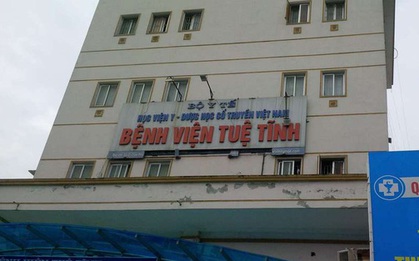 BỘ Y TẾ
HỌC VIỆN Y - DƯỢC HỌC CỔ TRUYỀN VIỆT NAM
BỆNH VIỆN TUỆ TĨNH